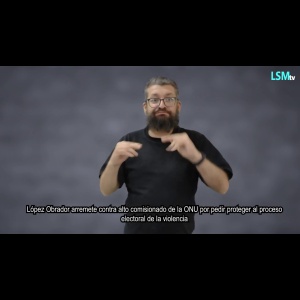 LSMtv
López Obrador arremete contra alto comisionado de la ONU por pedir proteger al proceso
electoral de la violencia